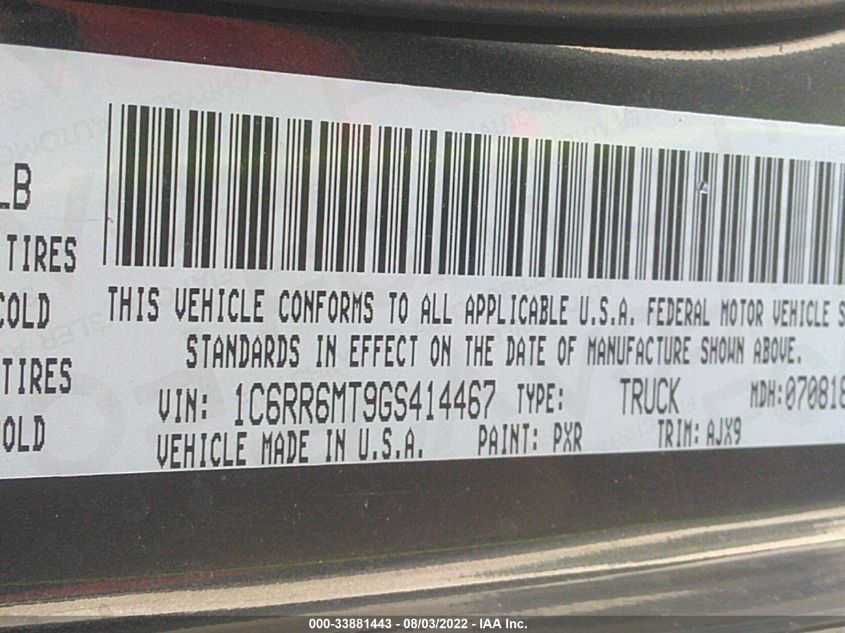 LB
TIRES
COLD
TIRES
COLD
THIS VEHICLE CONFORMS TO ALL APPLICABLE U.S.A. FEDERAL MOTOR VEHICLE S
STANDARDS IN EFFECT ON THE DATE OF MANUFACTURE SHOWN ABOVE.
VIN: 1C6RR6MT9GS414467 TYPE: TRUCK MDH:070818
VEHICLE MADE IN U.S.A. PAINT: PXR TRIM: AJX9
000-33881443 - 08/03/2022 - IAA Inc.